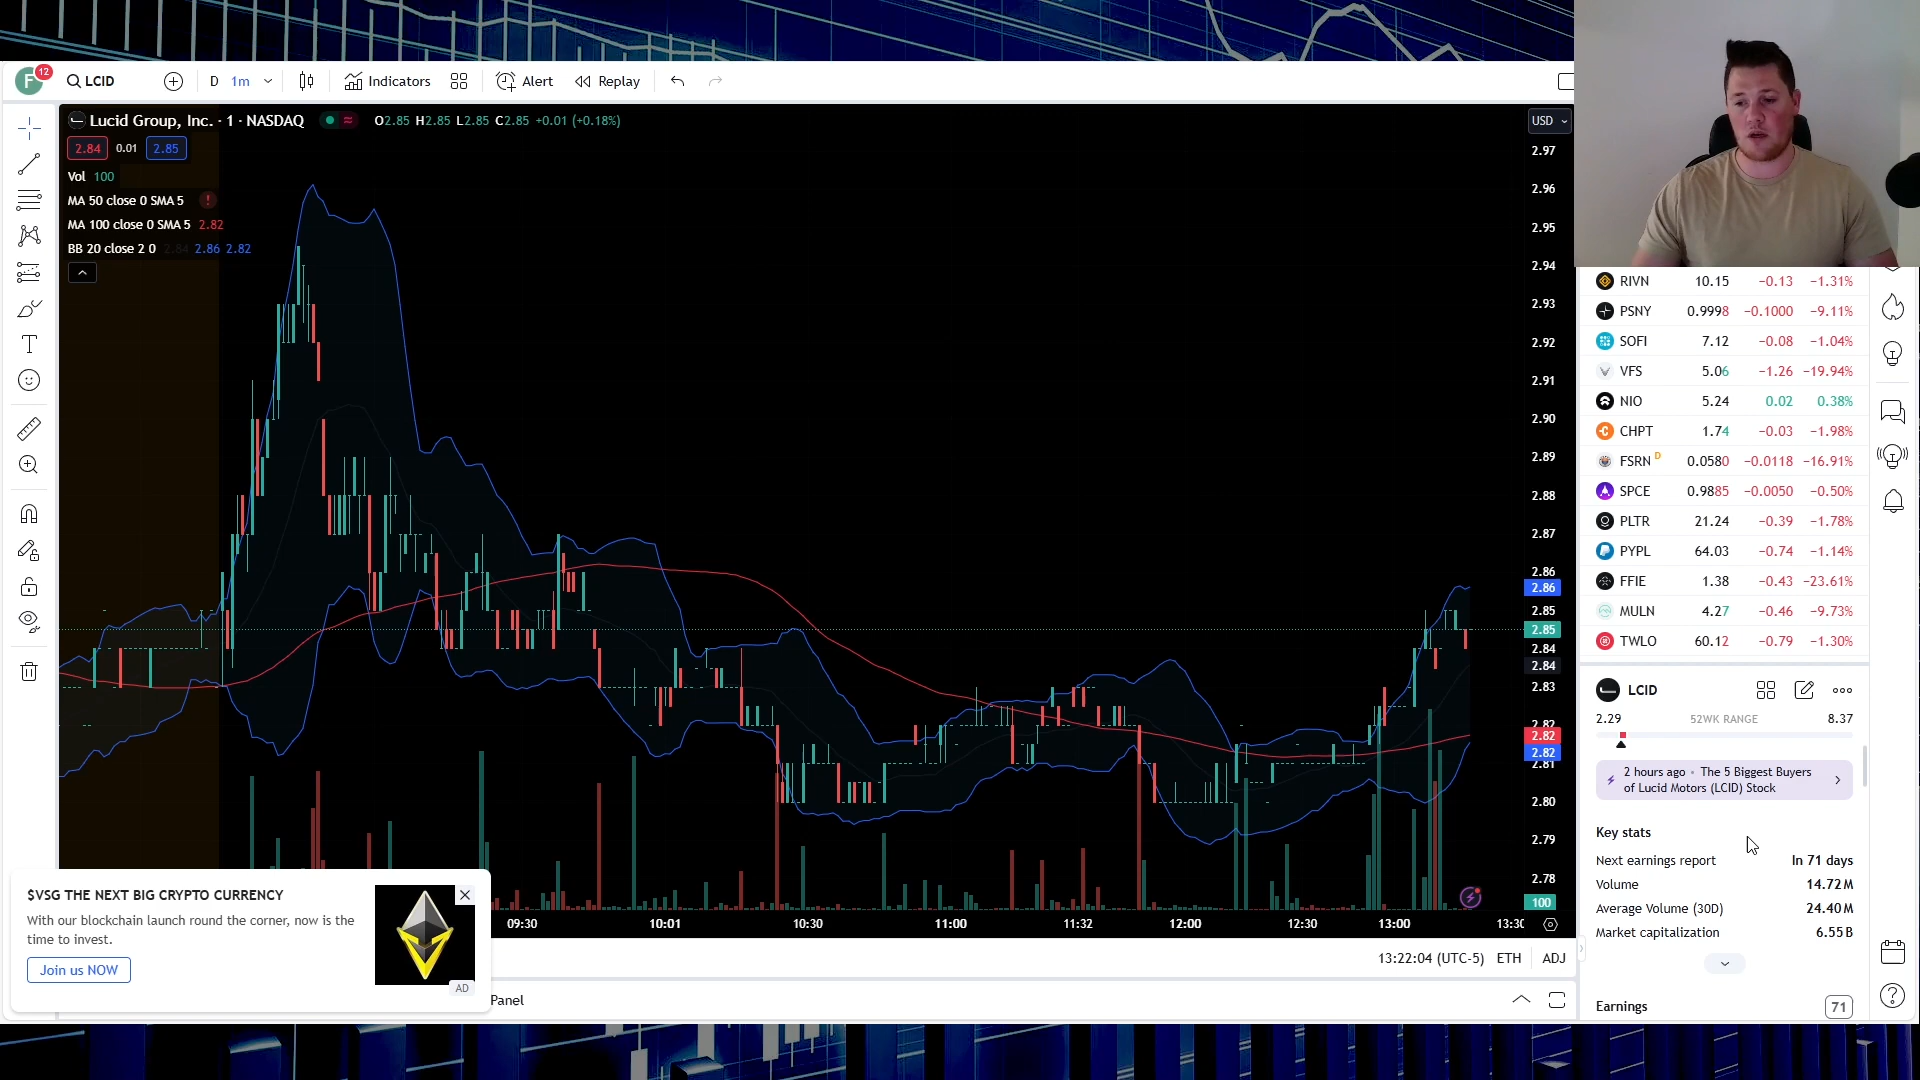 F 12 LCID D 1m Indicators Alert Replay
Lucid Group, Inc. · 1 · NASDAQ O2.85 H2.85 L2.85 C2.85 +0.01 (+0.18%)
2.84 0.01 2.85
Vol 100
MA 50 close 0 SMA 5
MA 100 close 0 SMA 5 2.82
BB 20 close 2 0 2.84 2.86 2.82
USD
2.97
2.96
2.95
2.94
2.93
2.92
2.91
2.90
2.89
2.88
2.87
2.86
2.86
2.85
2.85
2.84
2.84
2.83
2.82
2.82
2.82
2.81
2.80
2.79
2.78
100
09:30 10:01 10:30 11:00 11:32 12:00 12:30 13:00 13:30
13:22:04 (UTC-5) ETH ADJ
Panel
$VSG THE NEXT BIG CRYPTO CURRENCY
With our blockchain launch round the corner, now is the
time to invest.
Join us NOW
AD
RIVN 10.15 −0.13 −1.31%
PSNY 0.9998 −0.1000 −9.11%
SOFI 7.12 −0.08 −1.04%
VFS 5.06 −1.26 −19.94%
NIO 5.24 0.02 0.38%
CHPT 1.74 −0.03 −1.98%
FSRN D 0.0580 −0.0118 −16.91%
SPCE 0.9885 −0.0050 −0.50%
PLTR 21.24 −0.39 −1.78%
PYPL 64.03 −0.74 −1.14%
FFIE 1.38 −0.43 −23.61%
MULN 4.27 −0.46 −9.73%
TWLO 60.12 −0.79 −1.30%
LCID
2.29 52WK RANGE 8.37
2 hours ago · The 5 Biggest Buyers
of Lucid Motors (LCID) Stock
Key stats
Next earnings report In 71 days
Volume 14.72M
Average Volume (30D) 24.40M
Market capitalization 6.55B
Earnings 71